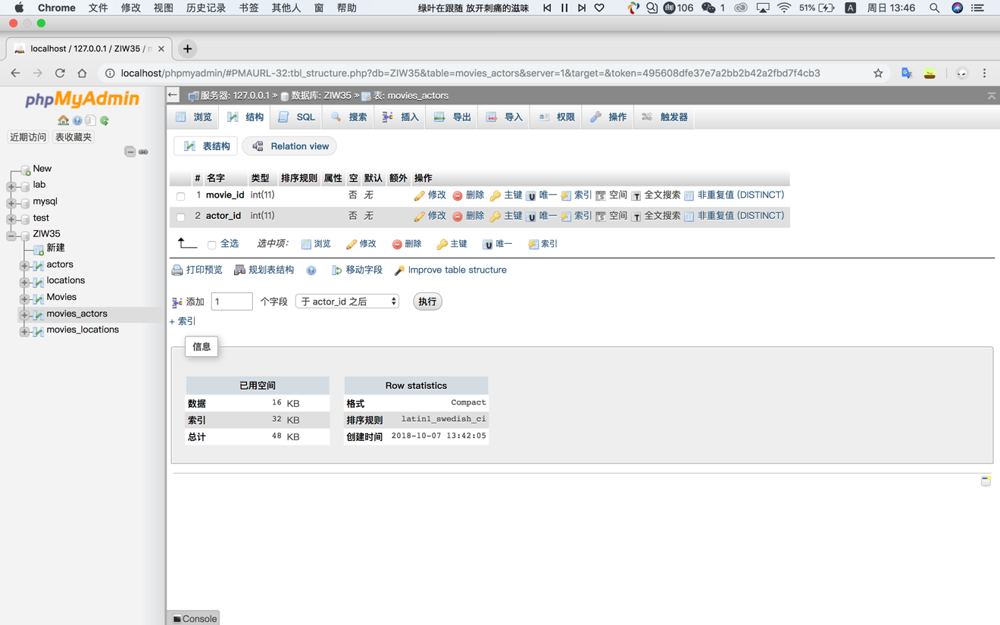 Chrome 文件 修改 视图 历史记录 书签 其他人 窗 帮助 绿叶在跟随 放开刺痛的滋味 106 1 51% A 周日 13:46
localhost / 127.0.0.1 / ZIW35 /
localhost/phpmyadmin/#PMAURL-32:tbl_structure.php?db=ZIW35&table=movies_actors&server=1&target=&token=495608dfe37e7a2bb2b42a2fbd7f4cb3
phpMyAdmin
近期访问 表收藏夹
New
lab
mysql
test
ZIW35
新建
actors
locations
Movies
movies_actors
movies_locations
服务器: 127.0.0.1 » 数据库: ZIW35 » 表: movies_actors
浏览 结构 SQL 搜索 插入 导出 导入 权限 操作 触发器
表结构 Relation view
# 名字 类型 排序规则 属性 空 默认 额外 操作
1 movie_id int(11) 否 无 修改 删除 主键 唯一 索引 空间 全文搜索 非重复值 (DISTINCT)
2 actor_id int(11) 否 无 修改 删除 主键 唯一 索引 空间 全文搜索 非重复值 (DISTINCT)
全选 选中项: 浏览 修改 删除 主键 唯一 索引
打印预览 规划表结构 移动字段 Improve table structure
添加 1 个字段 于 actor_id 之后 执行
+ 索引
信息
已用空间
数据 16 KB
索引 32 KB
总计 48 KB
Row statistics
格式 Compact
排序规则 latin1_swedish_ci
创建时间 2018-10-07 13:42:05
Console